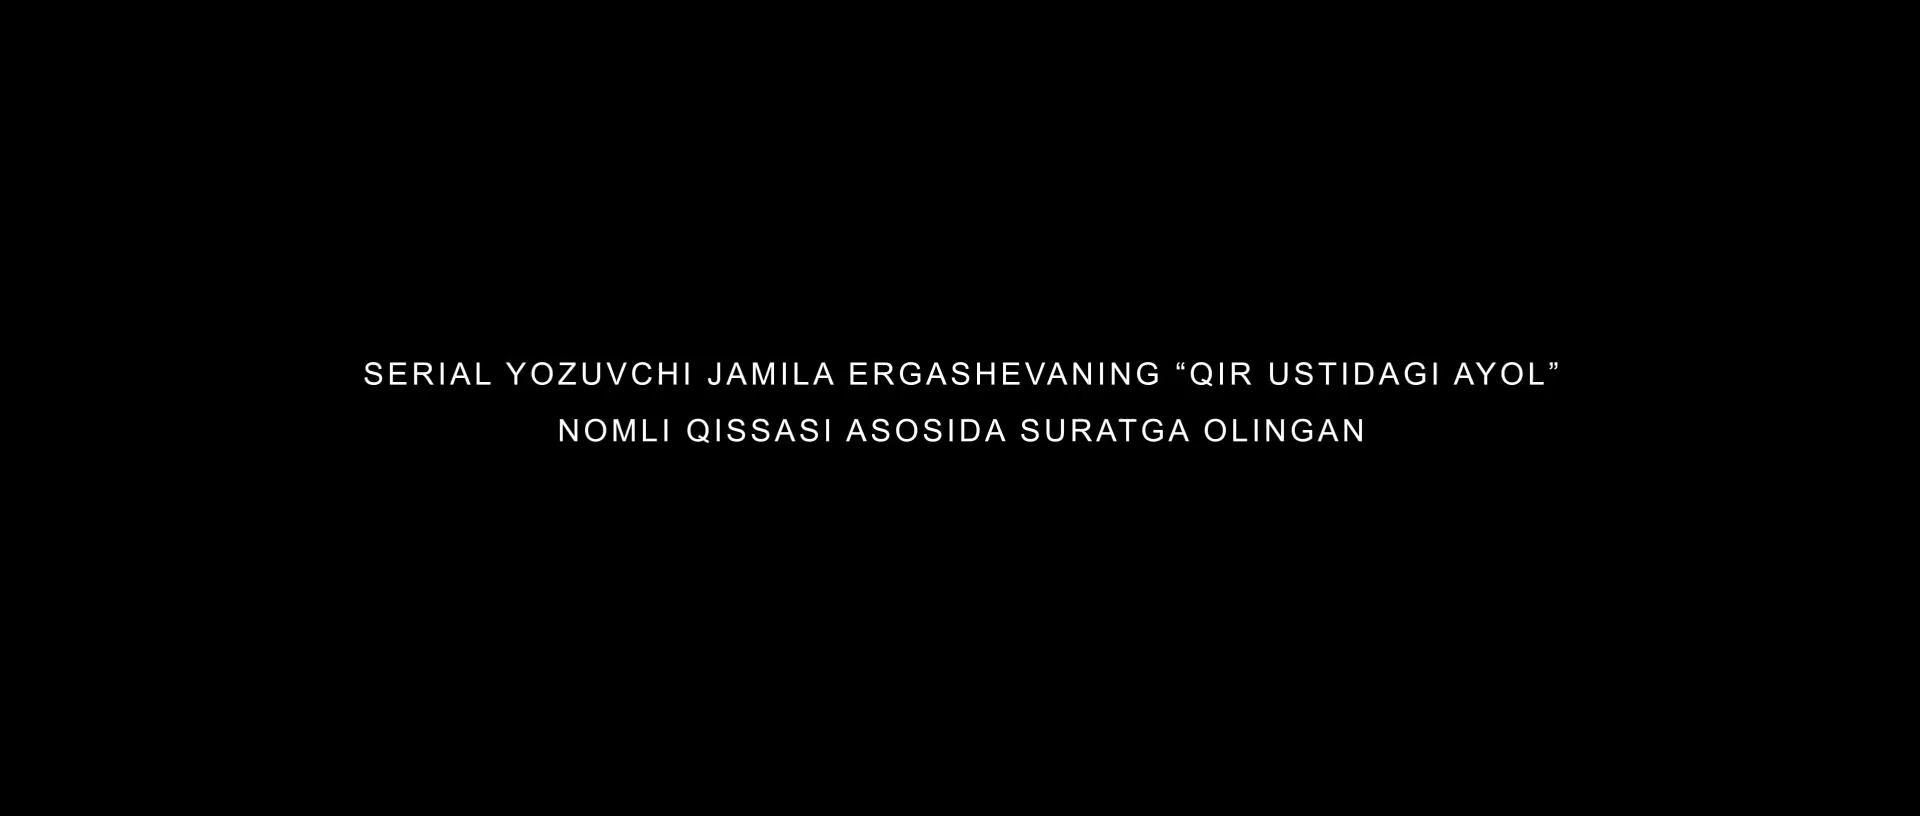 SERIAL YOZUVCHI JAMILA ERGASHEVANING “QIR USTIDAGI AYOL”
NOMLI QISSASI ASOSIDA SURATGA OLINGAN